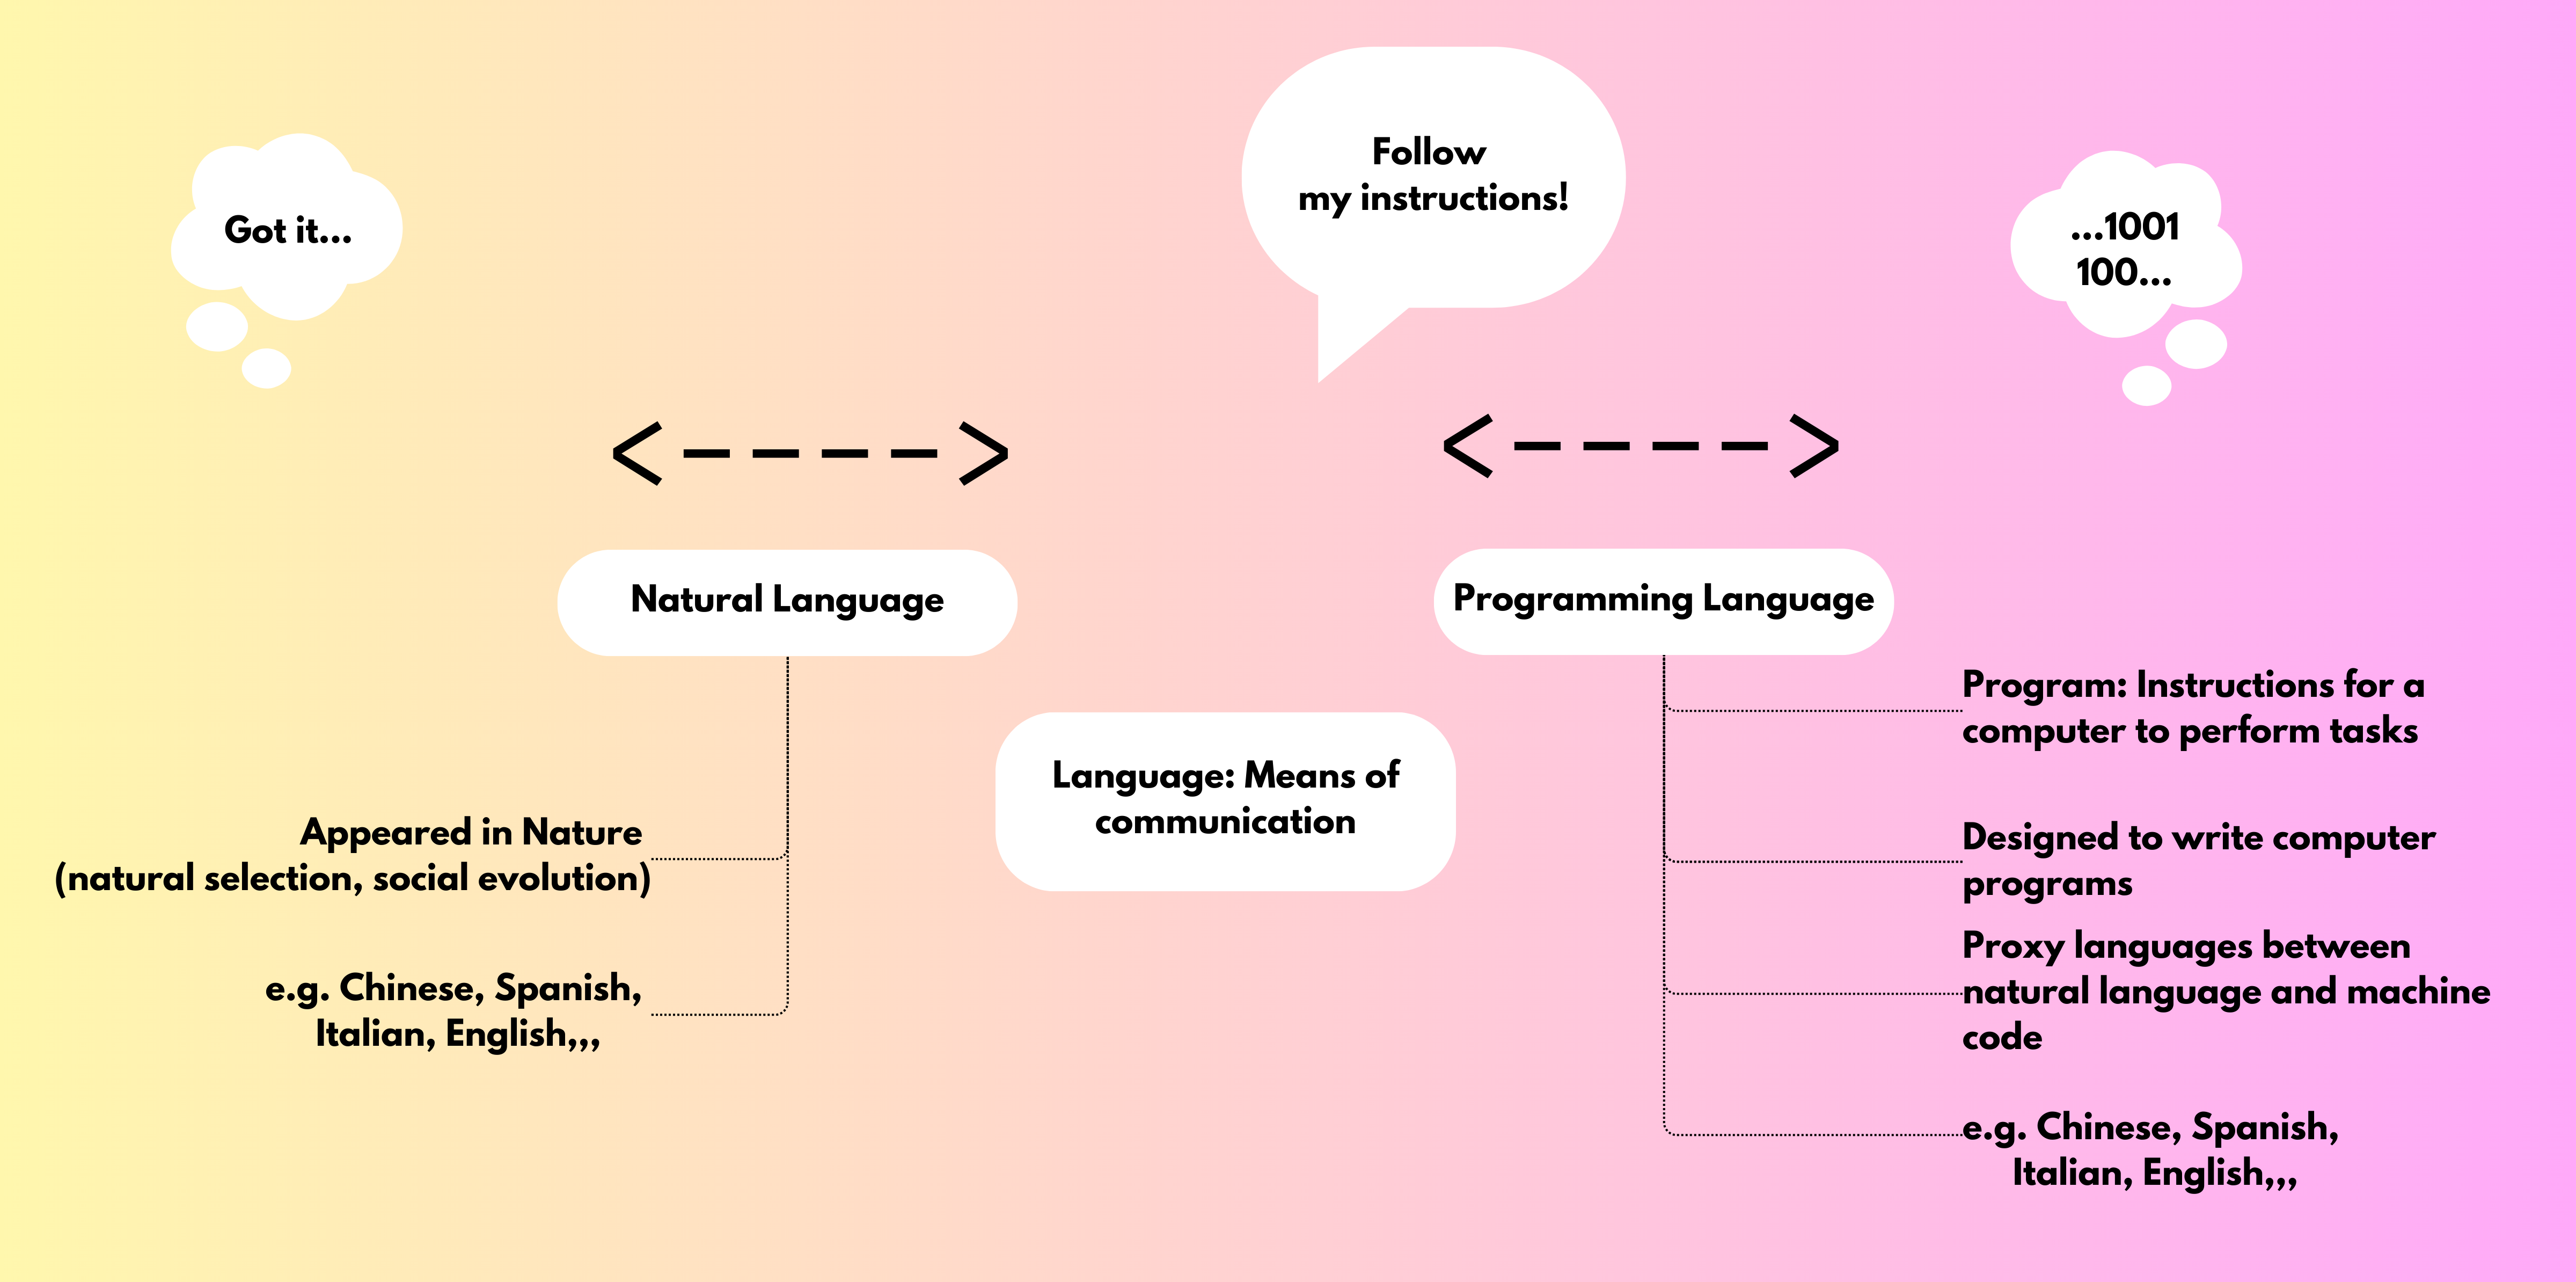 Follow
my instructions!
Got it...
...1001
100...
Natural Language
Programming Language
Language: Means of
communication
Appeared in Nature
(natural selection, social evolution)
e.g. Chinese, Spanish,
Italian, English,,,
Program: Instructions for a
computer to perform tasks
Designed to write computer
programs
Proxy languages between
natural language and machine
code
e.g. Chinese, Spanish,
Italian, English,,,